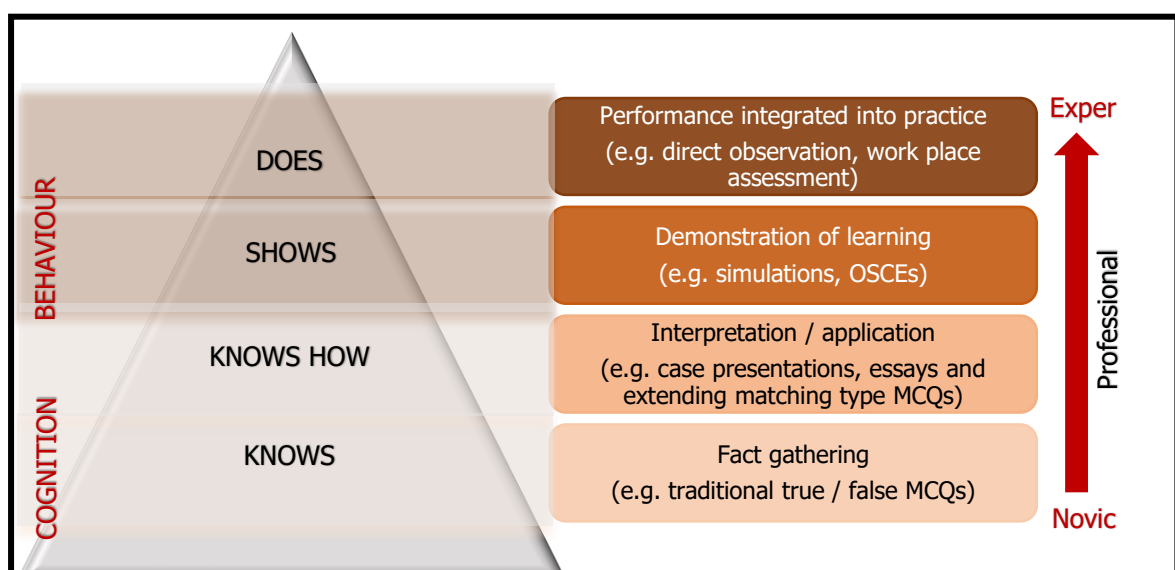 BEHAVIOUR
COGNITION
DOES
Performance integrated into practice
(e.g. direct observation, work place
assessment)
SHOWS
Demonstration of learning
(e.g. simulations, OSCEs)
KNOWS HOW
Interpretation / application
(e.g. case presentations, essays and
extending matching type MCQs)
KNOWS
Fact gathering
(e.g. traditional true / false MCQs)
Exper
Professional
Novic